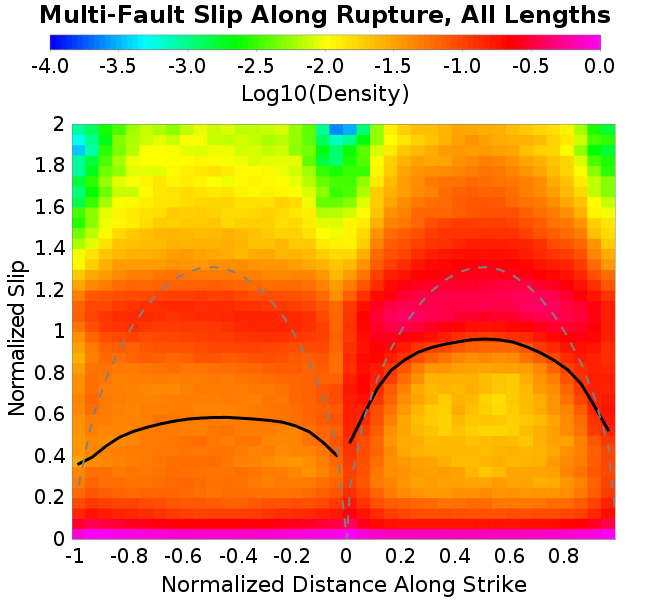 Multi-Fault Slip Along Rupture, All Lengths
-4.0 -3.5 -3.0 -2.5 -2.0 -1.5 -1.0 -0.5 0.0
Log10(Density)
2
1.8
1.6
1.4
1.2
1
0.8
0.6
0.4
0.2
0
Normalized Slip
-1 -0.8 -0.6 -0.4 -0.2 0 0.2 0.4 0.6 0.8
Normalized Distance Along Strike